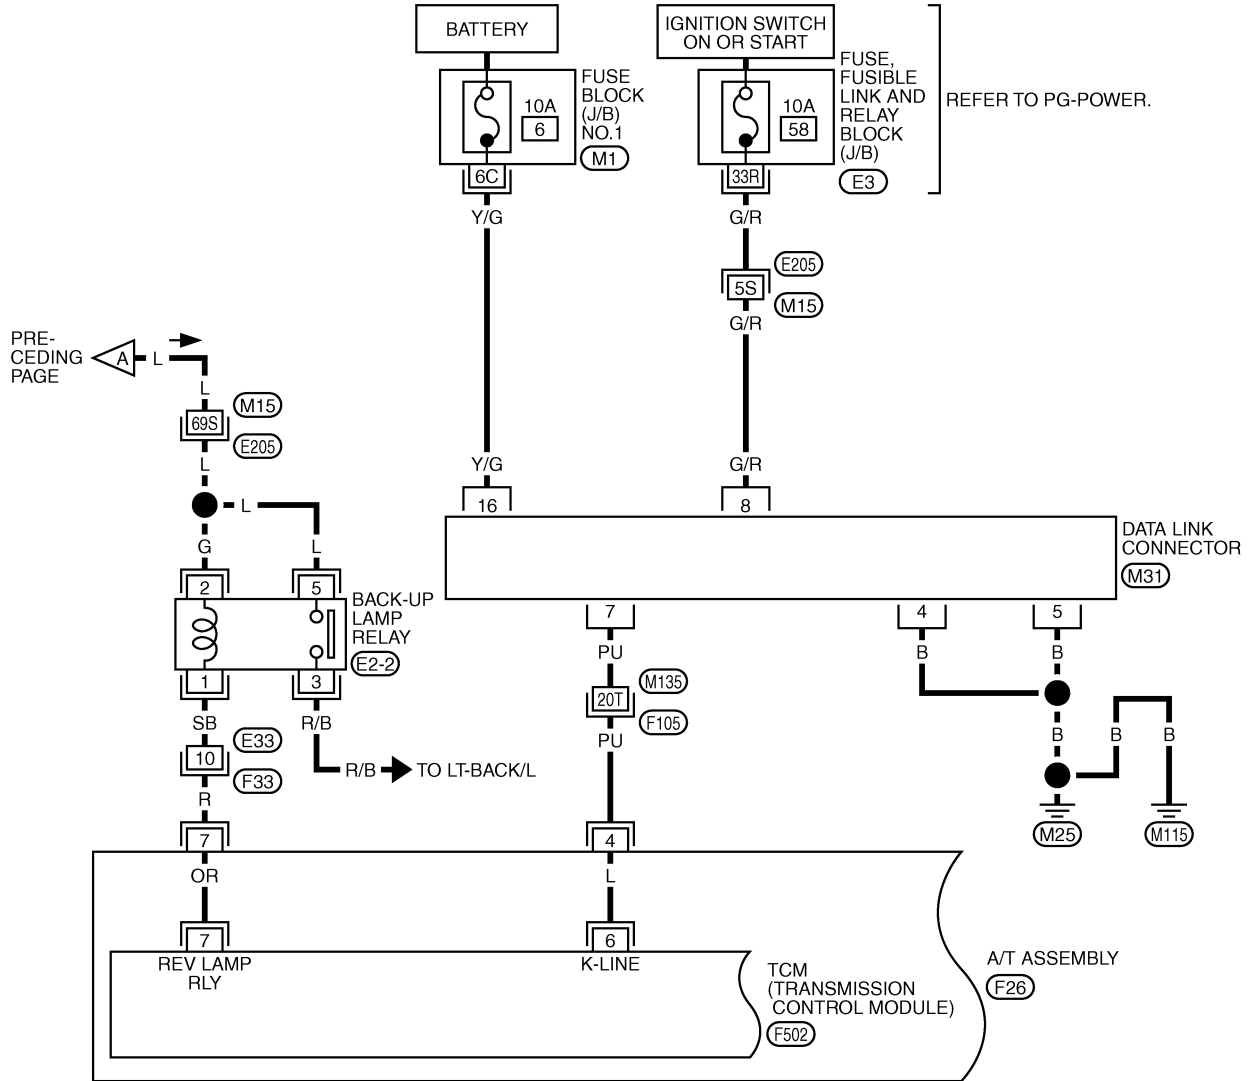 BATTERY
IGNITION SWITCH
ON OR START
FUSE
BLOCK
(J/B)
NO.1
M1
10A
6
6C
FUSE,
FUSIBLE
LINK AND
RELAY
BLOCK
(J/B)
E3
10A
58
33R
REFER TO PG-POWER.
Y/G
G/R
E205
5S
M15
G/R
PRE-
CEDING
PAGE
A
L
L
M15
69S
E205
L
L
G
L
Y/G
G/R
16
8
DATA LINK
CONNECTOR
M31
2
5
BACK-UP
LAMP
RELAY
E2-2
1
3
7
4
5
PU
B
B
M135
20T
F105
PU
SB
R/B
E33
10
F33
R/B
TO LT-BACK/L
R
B
B
B
M25
M115
7
4
OR
L
7
6
REV LAMP
RLY
K-LINE
TCM
(TRANSMISSION
CONTROL MODULE)
F502
A/T ASSEMBLY
F26